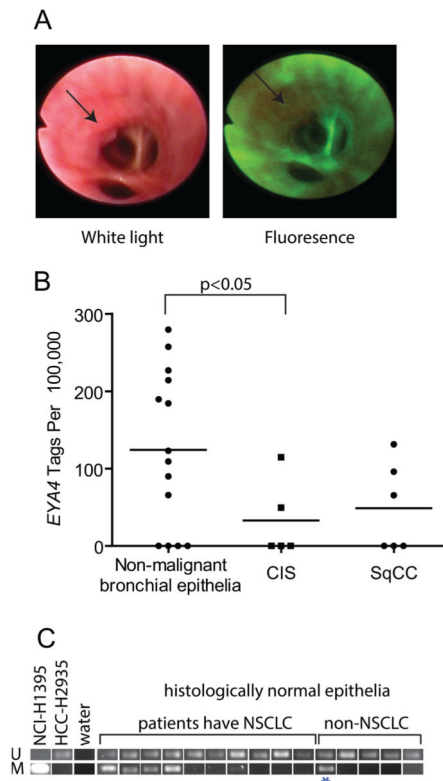 A
White light Fluoresence
B
p<0.05
300
200
100
0
EYA4 Tags Per 100,000
Non-malignant
bronchial epithelia
CIS
SqCC
C
NCI-H1395
HCC-H2935
water
histologically normal epithelia
patients have NSCLC non-NSCLC
U
M
*